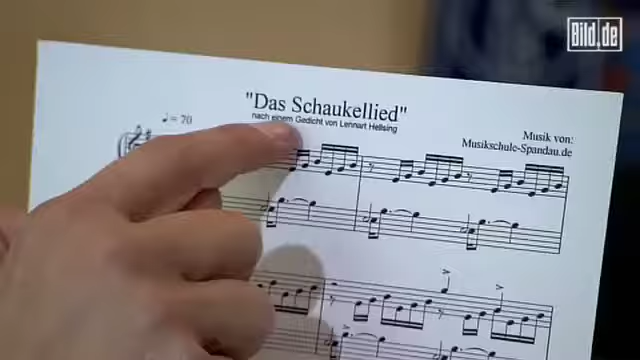 Bild.de
"Das Schaukellied"
nach einem Gedicht von Lennart Hellsing
♩= 70
Musik von:
Musikschule-Spandau.de